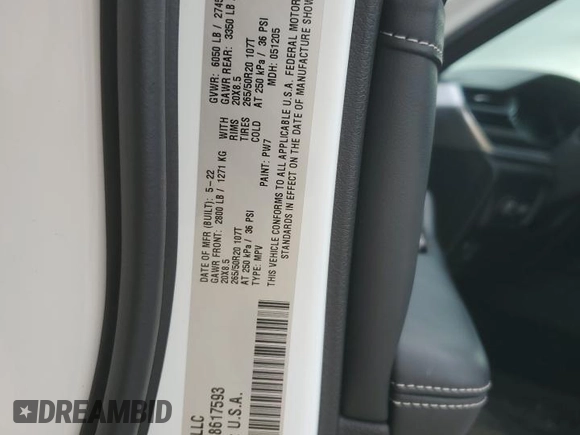 GVWR: 6050 LB / 2745
GAWR REAR: 3350 LB
20X8.5
265/50R20 107T
AT 250 kPa / 36 PSI
MDH: 051205
WITH
RIMS
TIRES
COLD
DATE OF MFR (BUILT): 5-22
GAWR FRONT: 2800 LB / 1271 KG
20X8.5
265/50R20 107T
AT 250 kPa / 36 PSI
TYPE: MPV
PAINT: PW7
THIS VEHICLE CONFORMS TO ALL APPLICABLE U.S.A. FEDERAL MOTOR
STANDARDS IN EFFECT ON THE DATE OF MANUFACTURE SHOW
LLC
8617593
U.S.A.
DREAMBID